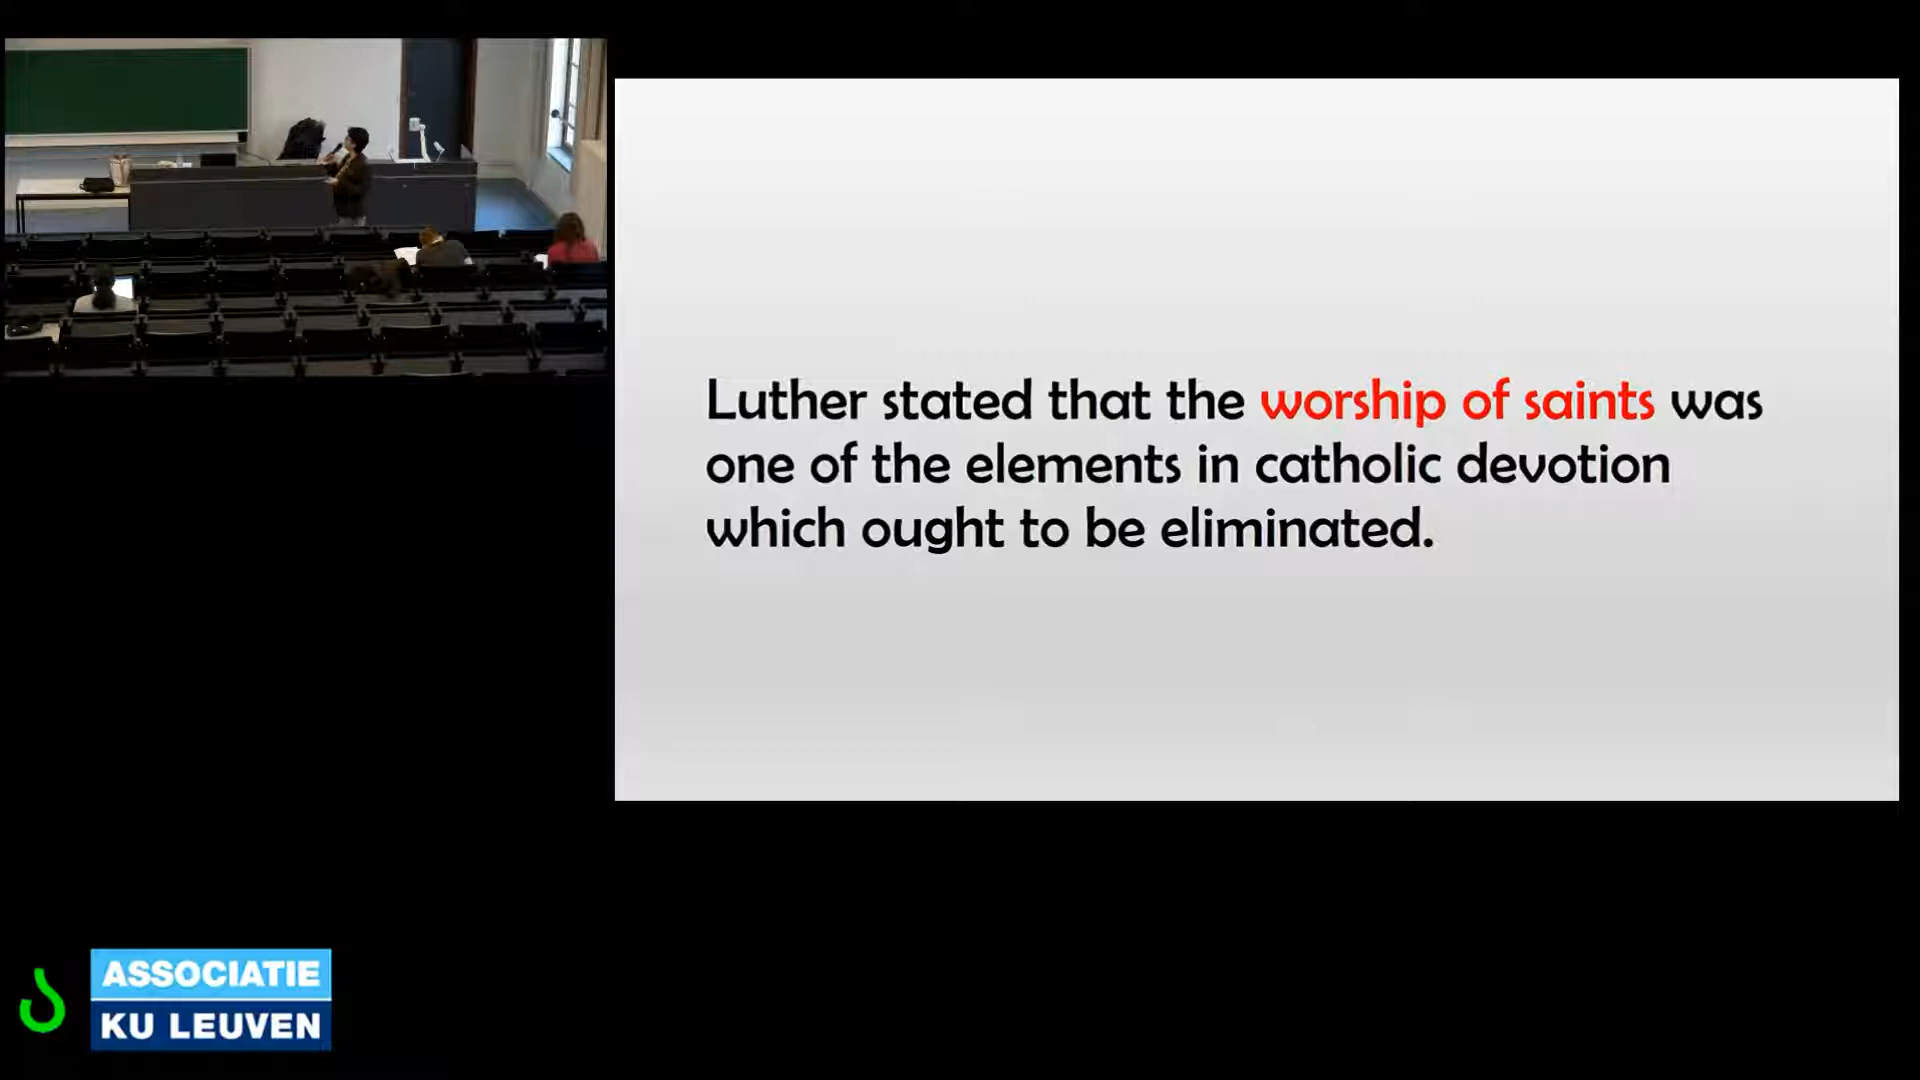 Luther stated that the worship of saints was
one of the elements in catholic devotion
which ought to be eliminated.
ASSOCIATIE
KU LEUVEN